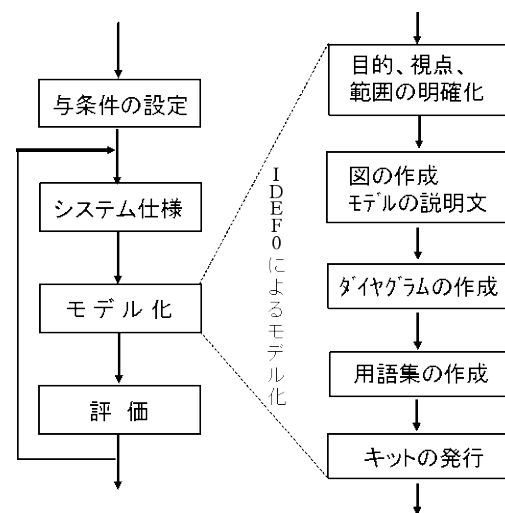 与条件の設定
システム仕様
モデル化
評価
IDEF0によるモデル化
目的、視点、
範囲の明確化
図の作成
ﾓﾃﾞﾙの説明文
ﾀﾞｲﾔｸﾞﾗﾑの作成
用語集の作成
キットの発行